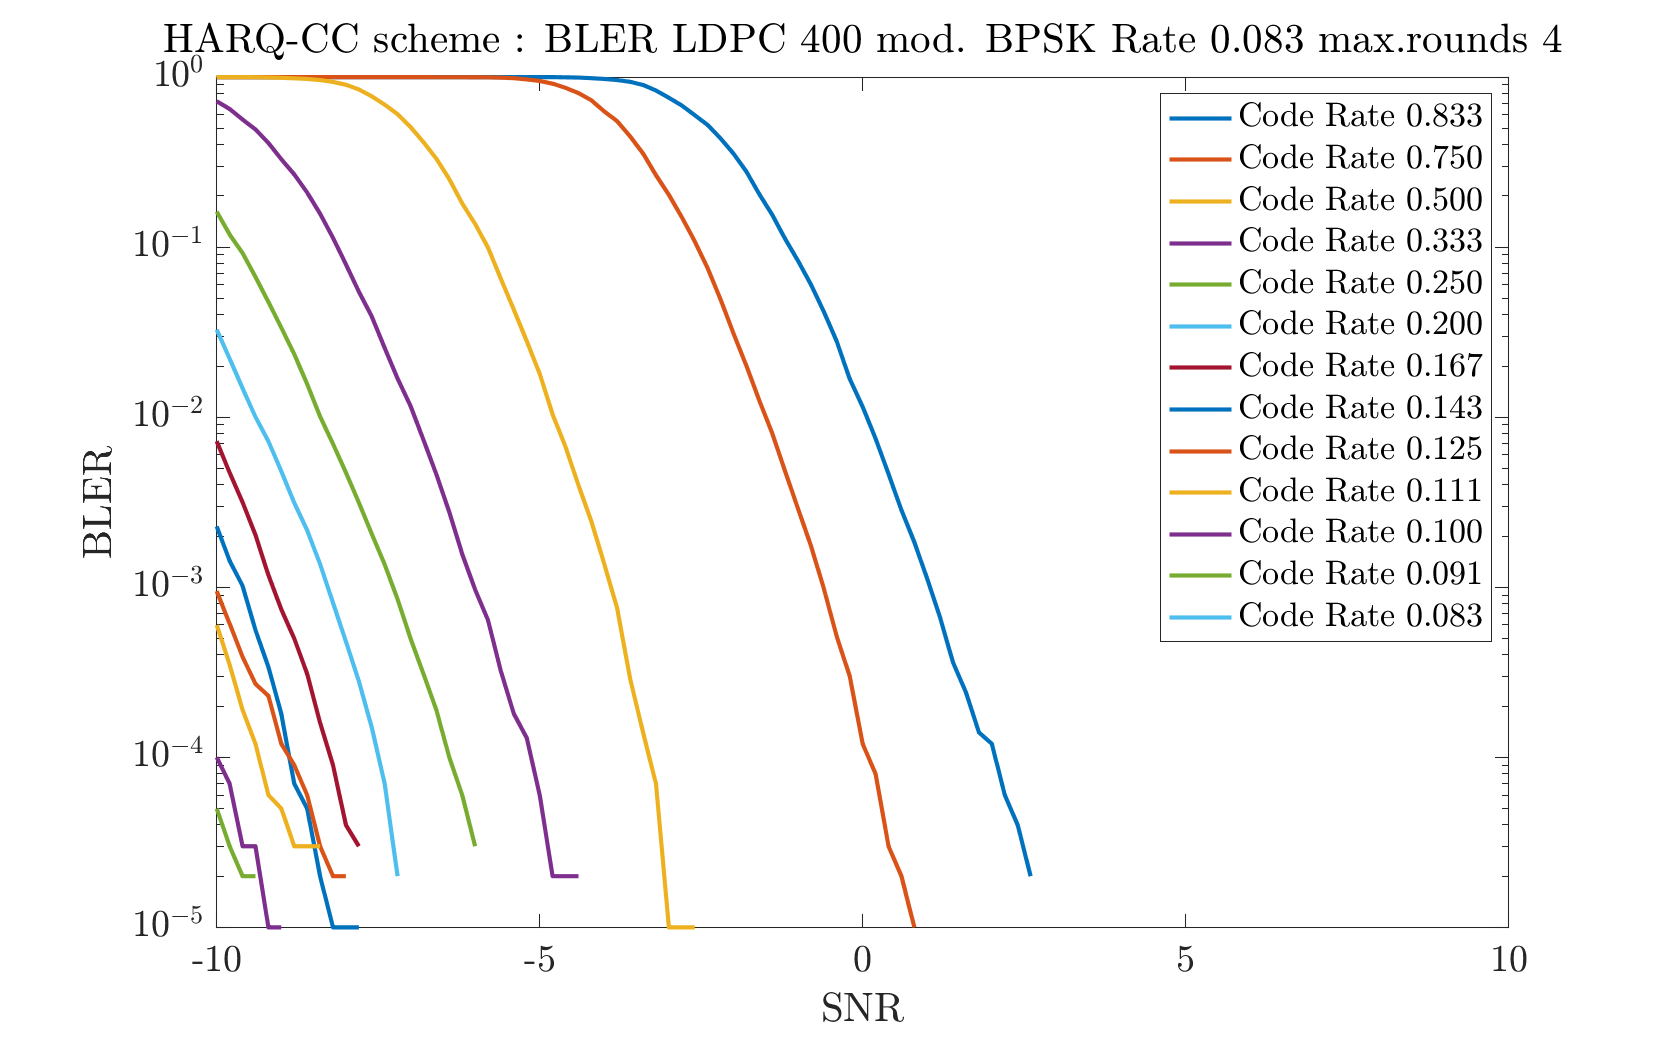 HARQ-CC scheme : BLER LDPC 400 mod. BPSK Rate 0.083 max.rounds 4
10^0
10^-1
10^-2
10^-3
10^-4
10^-5
BLER
Code Rate 0.833
Code Rate 0.750
Code Rate 0.500
Code Rate 0.333
Code Rate 0.250
Code Rate 0.200
Code Rate 0.167
Code Rate 0.143
Code Rate 0.125
Code Rate 0.111
Code Rate 0.100
Code Rate 0.091
Code Rate 0.083
-10 -5 0 5 10
SNR